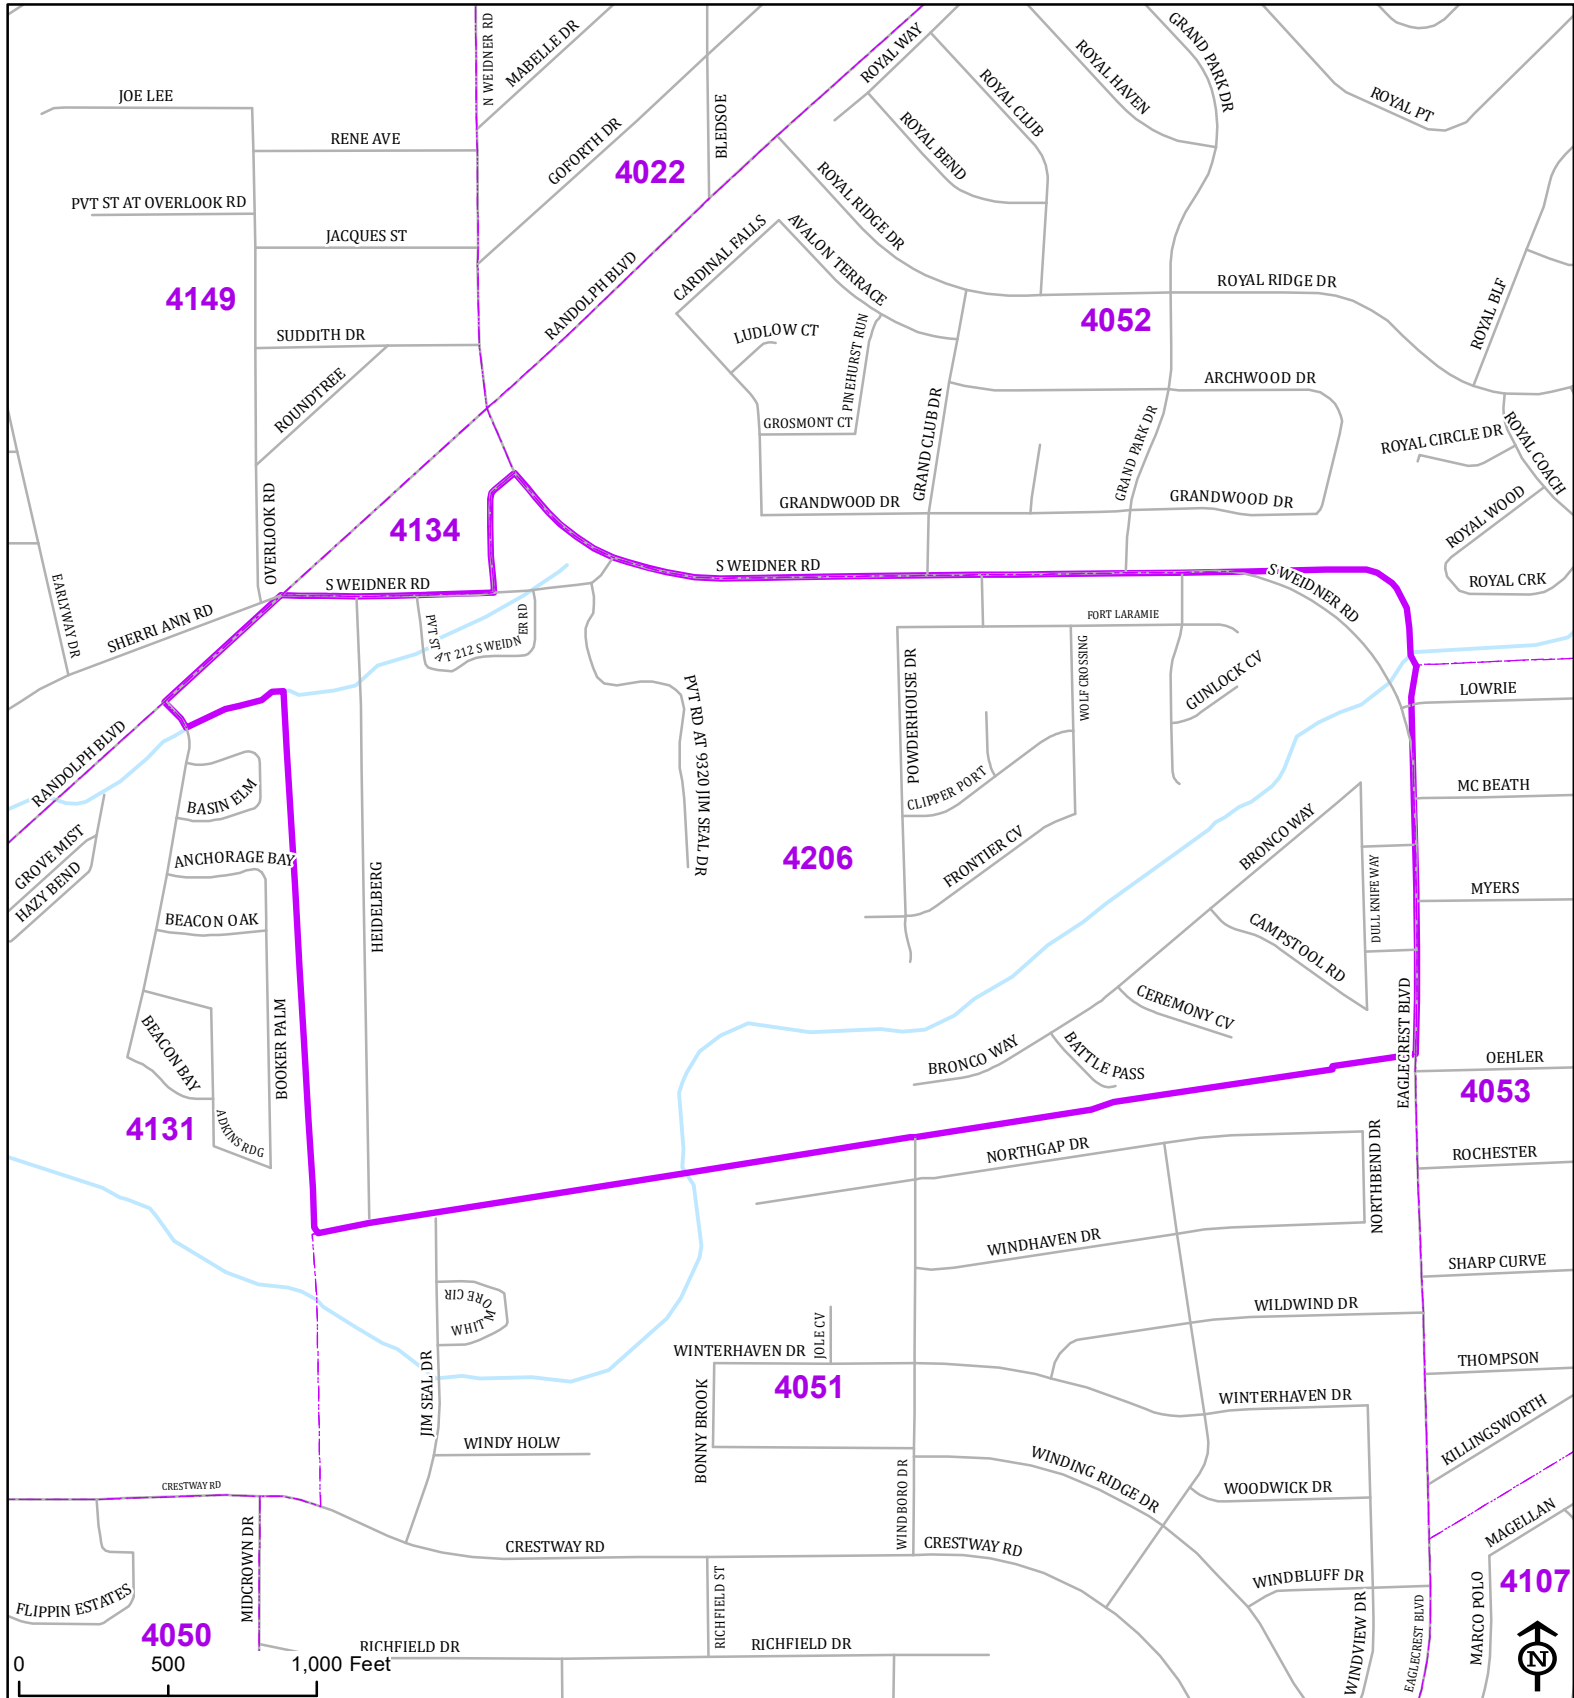 N WEIDNER RD
MABELLE DR
ROYAL WAY
GRAND PARK DR
ROYAL HAVEN
JOE LEE
ROYAL CLUB
ROYAL PT
BLEDSOE
RENE AVE
GOFORTH DR
ROYAL BEND
4022
PVT ST AT OVERLOOK RD
ROYAL RIDGE DR
JACQUES ST
CARDINAL FALLS
AVALON TERRACE
RANDOLPH BLVD
ROYAL RIDGE DR
4149
4052
ROYAL BLF
SUDDITH DR
LUDLOW CT
PINEHURST RUN
ROUNDTREE
ARCHWOOD DR
GROSMONT CT
GRAND CLUB DR
GRAND PARK DR
ROYAL CIRCLE DR
ROYAL COACH
GRANDWOOD DR
GRANDWOOD DR
OVERLOOK RD
4134
ROYAL WOOD
S WEIDNER RD
S WEIDNER RD
S WEIDNER RD
ROYAL CRK
EARLYWAY DR
SHERRI ANN RD
PVT ST AT 212 S WEIDNER RD
FORT LARAMIE
POWDERHOUSE DR
WOLF CROSSING
GUNLOCK CV
LOWRIE
PVT RD AT 9320 JIM SEAL DR
RANDOLPH BLVD
BASIN ELM
CLIPPER PORT
MC BEATH
GROVE MIST
HAZY BEND
ANCHORAGE BAY
4206
FRONTIER CV
BRONCO WAY
DULL KNIFE WAY
MYERS
BEACON OAK
HEIDELBERG
CAMPSTOOL RD
BOOKER PALM
BEACON BAY
CEREMONY CV
EAGLECREST BLVD
BRONCO WAY
BATTLE PASS
OEHLER
4053
4131
ADKINS RDG
NORTHGAP DR
NORTHBEND DR
ROCHESTER
WINDHAVEN DR
SHARP CURVE
WHITMORE CIR
WILDWIND DR
JOLE CV
WINTERHAVEN DR
THOMPSON
JIM SEAL DR
4051
BONNY BROOK
WINTERHAVEN DR
KILLINGSWORTH
WINDY HOLW
WINDING RIDGE DR
CRESTWAY RD
WINDBORO DR
WOODWICK DR
MIDCROWN DR
CRESTWAY RD
CRESTWAY RD
MAGELLAN
RICHFIELD ST
WINDBLUFF DR
4107
FLIPPIN ESTATES
WINDVIEW DR
EAGLECREST BLVD
MARCO POLO
4050
RICHFIELD DR
RICHFIELD DR
0 500 1,000 Feet
N